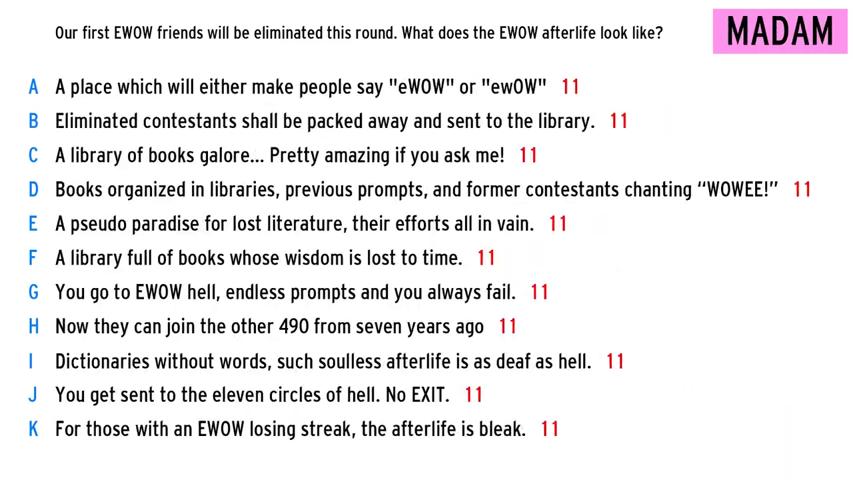 Our first EWOW friends will be eliminated this round. What does the EWOW afterlife look like?
MADAM
A A place which will either make people say "eWOW" or "ewOW" 11
B Eliminated contestants shall be packed away and sent to the library. 11
C A library of books galore... Pretty amazing if you ask me! 11
D Books organized in libraries, previous prompts, and former contestants chanting “WOWEE!” 11
E A pseudo paradise for lost literature, their efforts all in vain. 11
F A library full of books whose wisdom is lost to time. 11
G You go to EWOW hell, endless prompts and you always fail. 11
H Now they can join the other 490 from seven years ago 11
I Dictionaries without words, such soulless afterlife is as deaf as hell. 11
J You get sent to the eleven circles of hell. No EXIT. 11
K For those with an EWOW losing streak, the afterlife is bleak. 11